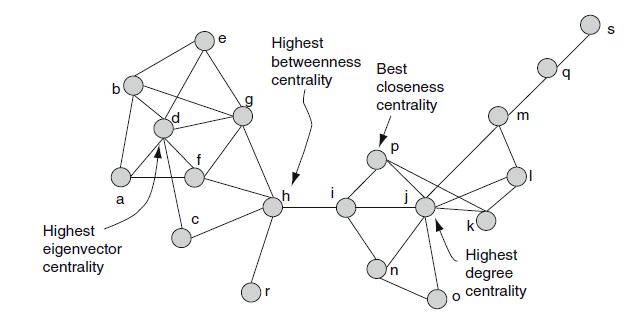 s
e
Highest
betweenness
centrality
Best
closeness
centrality
q
b
g
d
m
p
f
l
a
h
i
j
k
c
Highest
eigenvector
centrality
Highest
degree
centrality
n
o
r